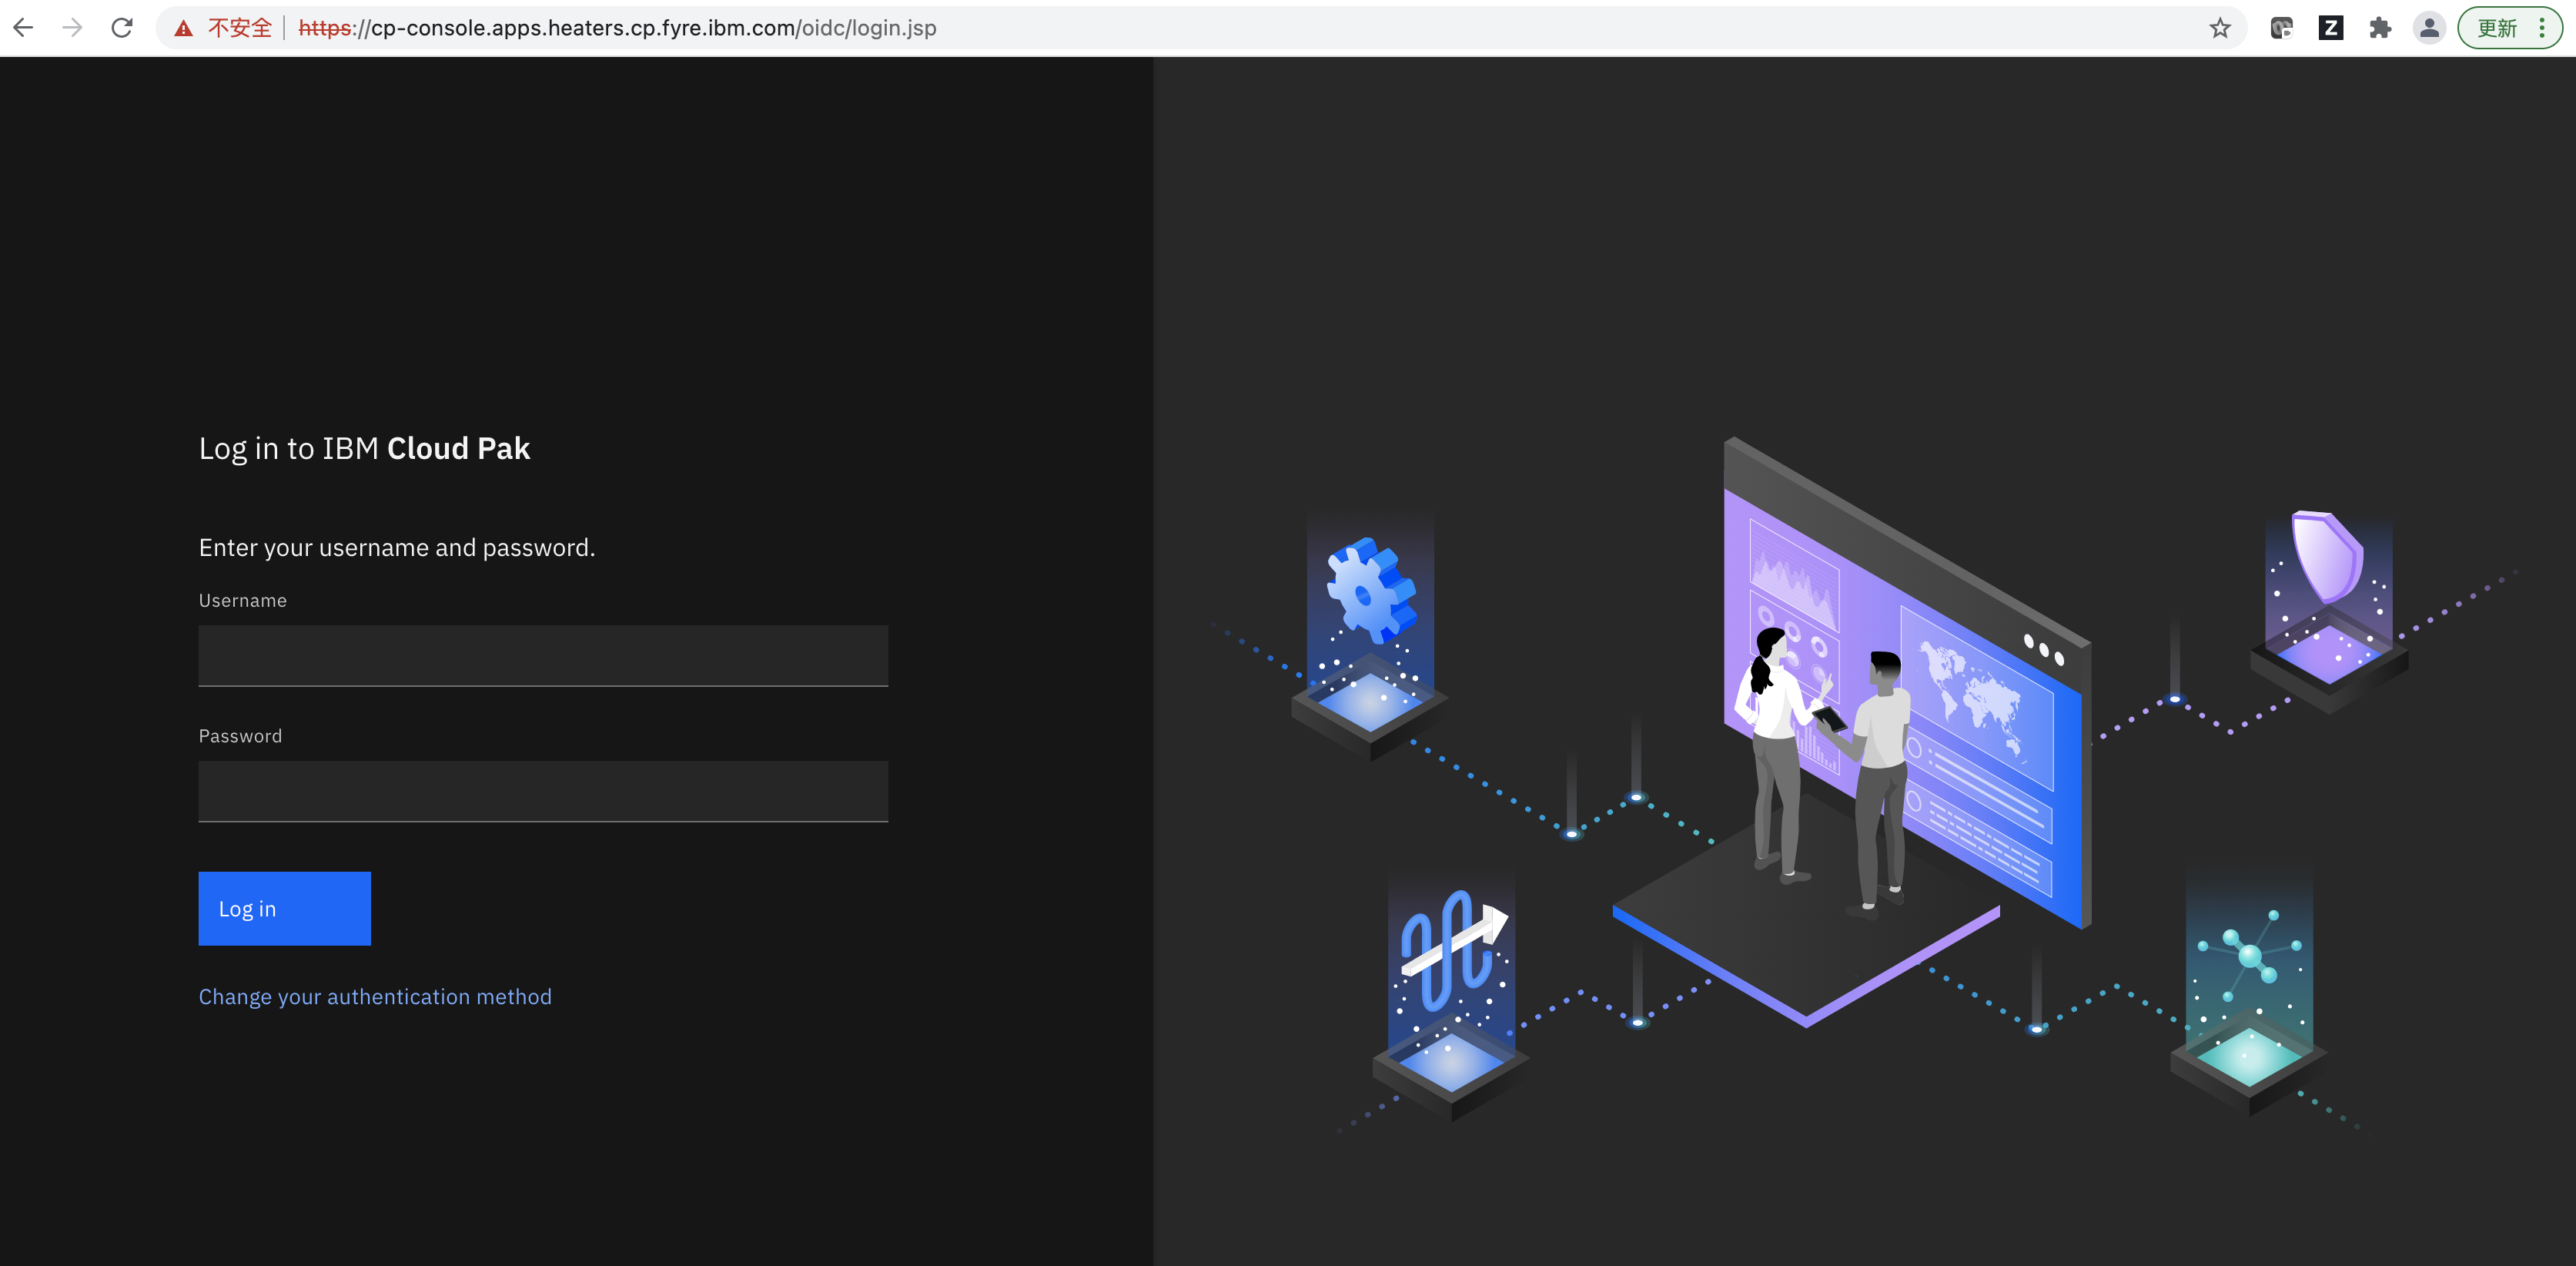 不安全 | https://cp-console.apps.heaters.cp.fyre.ibm.com/oidc/login.jsp
Z
更新
Log in to IBM Cloud Pak
Enter your username and password.
Username
Password
Log in
Change your authentication method